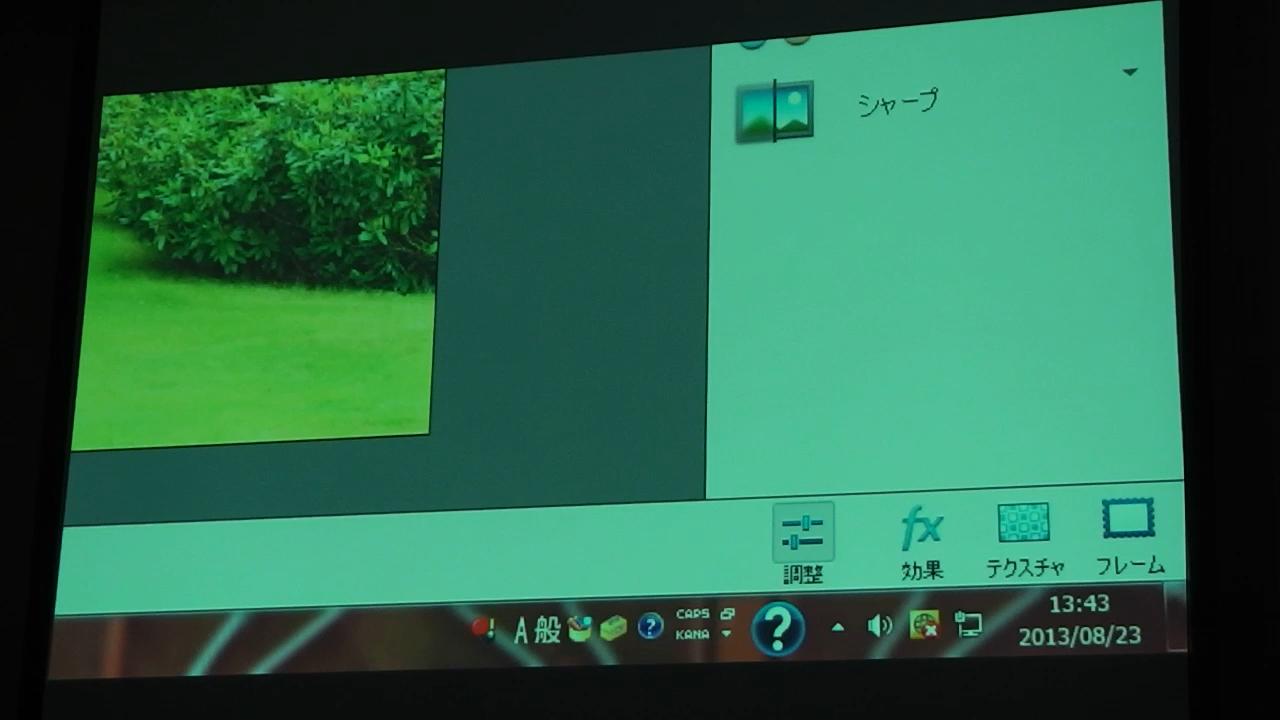 シャープ
調整
効果
テクスチャ
フレーム
A 般
CAPS
KANA
13:43
2013/08/23